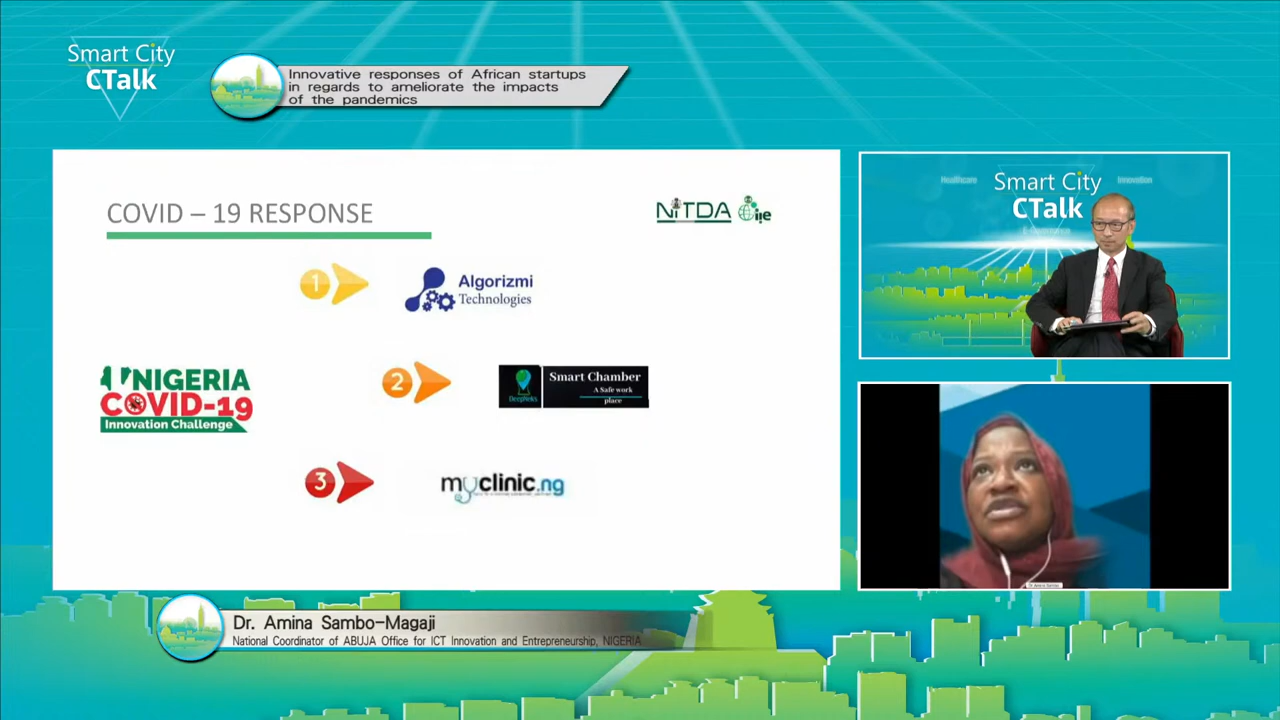 Smart City
CTalk
Innovative responses of African startups
in regards to ameliorate the impacts
of the pandemics
COVID – 19 RESPONSE
NiTDA
iie
1
Algorizmi
Technologies
NIGERIA
COVID-19
Innovation Challenge
2
DeepNeks
Smart Chamber
A Safe work
place
3
myclinic.ng
Healthcare
Innovation
Smart City
CTalk
E-Governance
Dr. Amina Sambo-Magaji
National Coordinator of ABUJA Office for ICT Innovation and Entrepreneurship, NIGERIA